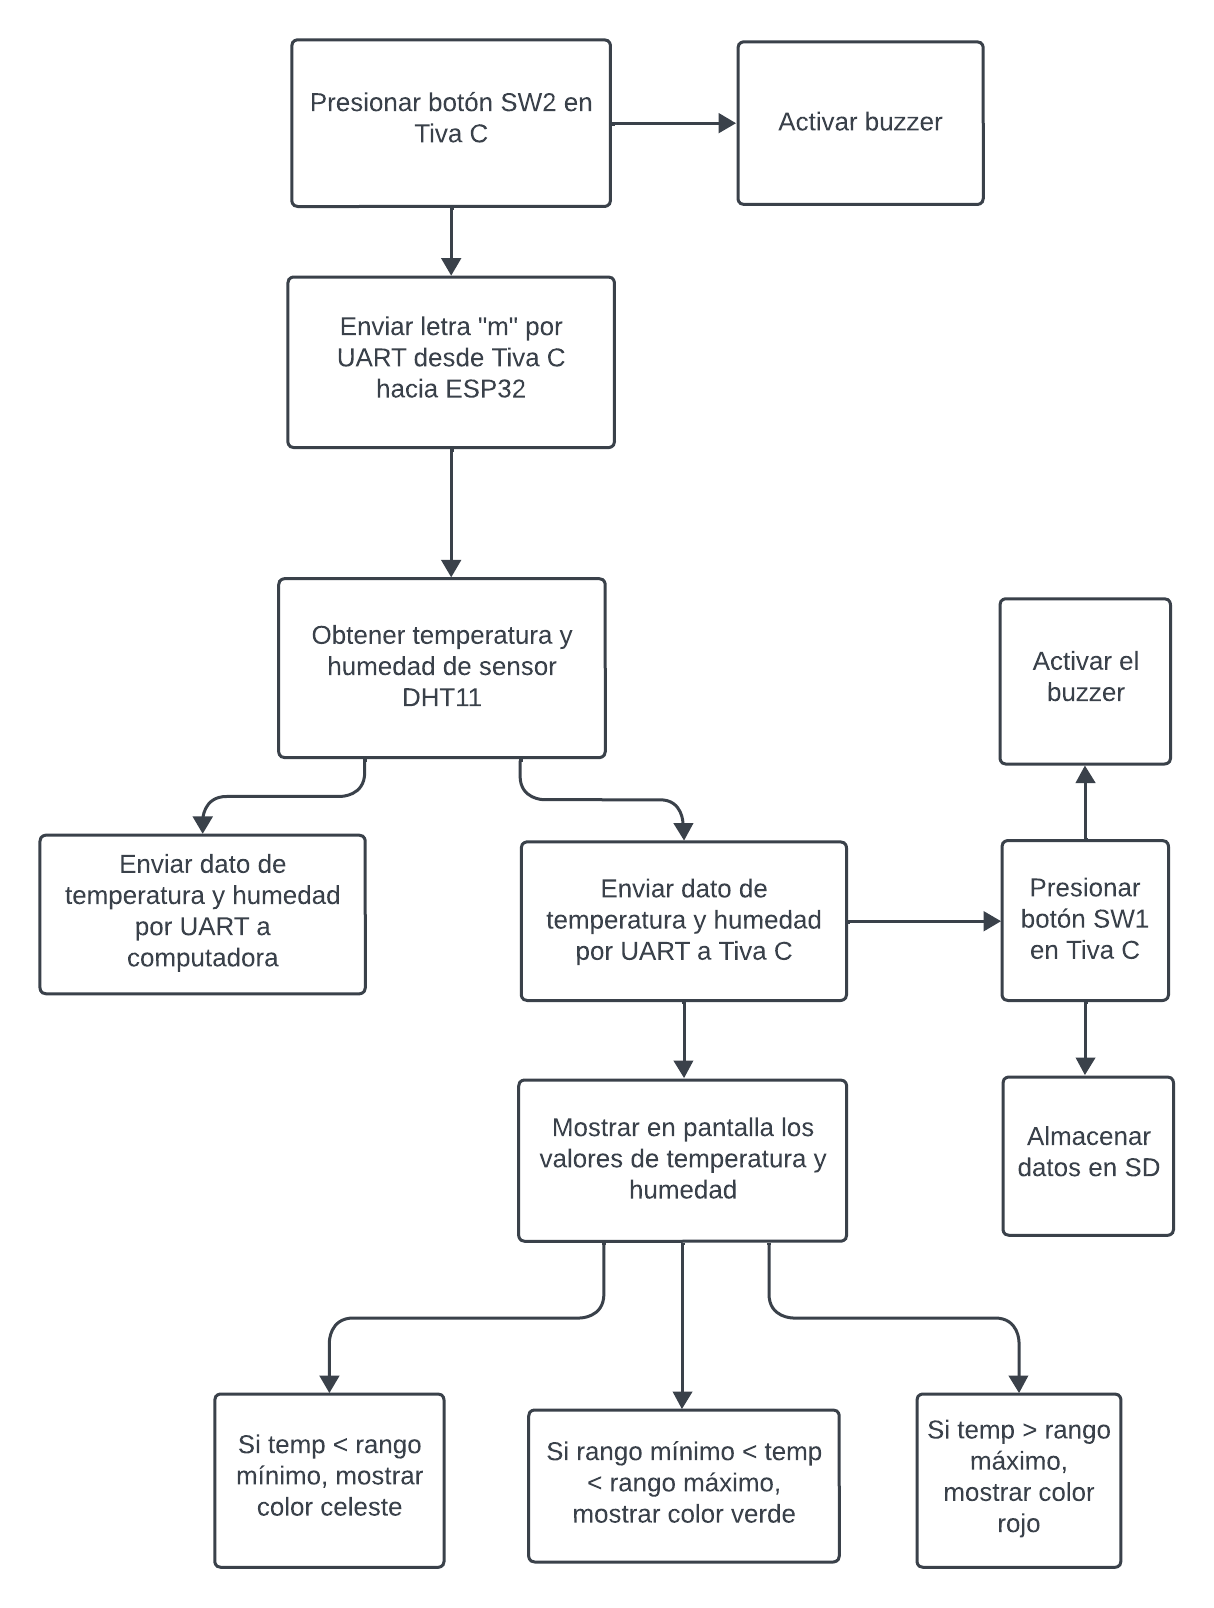 Presionar botón SW2 en
Tiva C
Activar buzzer
Enviar letra "m" por
UART desde Tiva C
hacia ESP32
Obtener temperatura y
humedad de sensor
DHT11
Activar el
buzzer
Enviar dato de
temperatura y humedad
por UART a
computadora
Enviar dato de
temperatura y humedad
por UART a Tiva C
Presionar
botón SW1
en Tiva C
Mostrar en pantalla los
valores de temperatura y
humedad
Almacenar
datos en SD
Si temp < rango
mínimo, mostrar
color celeste
Si rango mínimo < temp
< rango máximo,
mostrar color verde
Si temp > rango
máximo,
mostrar color
rojo